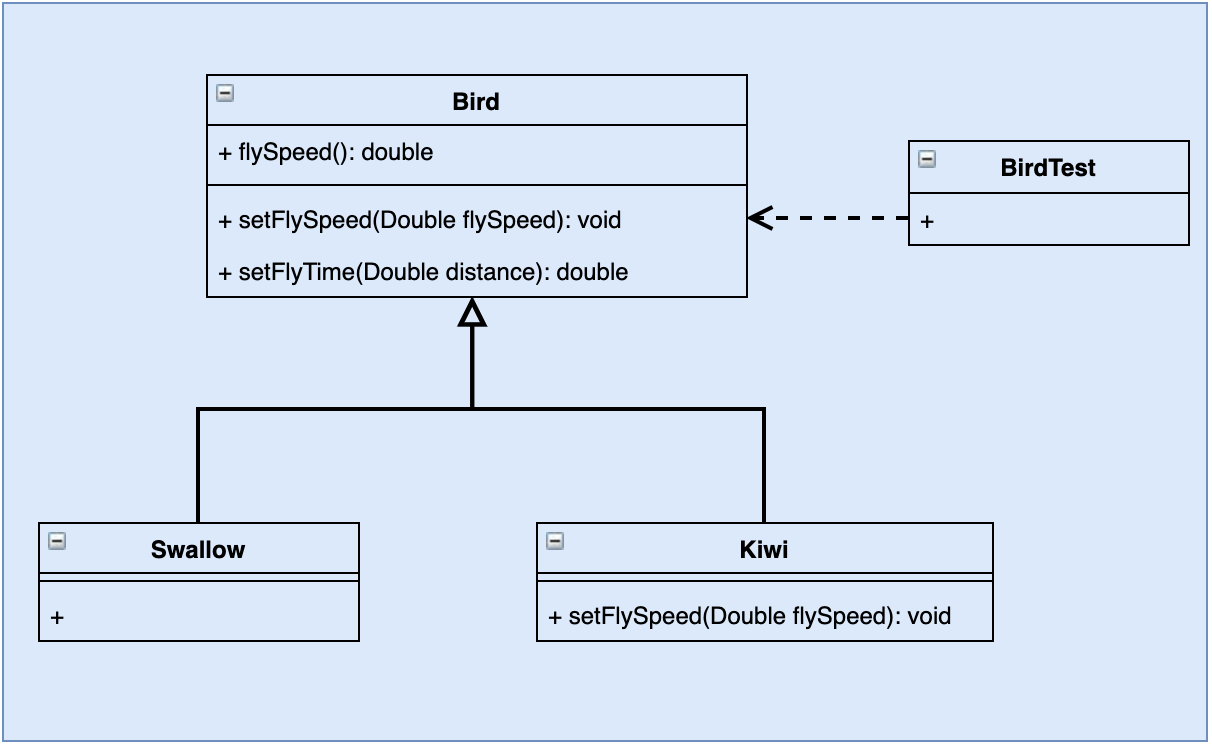 Bird
+ flySpeed(): double
+ setFlySpeed(Double flySpeed): void
+ setFlyTime(Double distance): double
BirdTest
+
Swallow
+
Kiwi
+ setFlySpeed(Double flySpeed): void